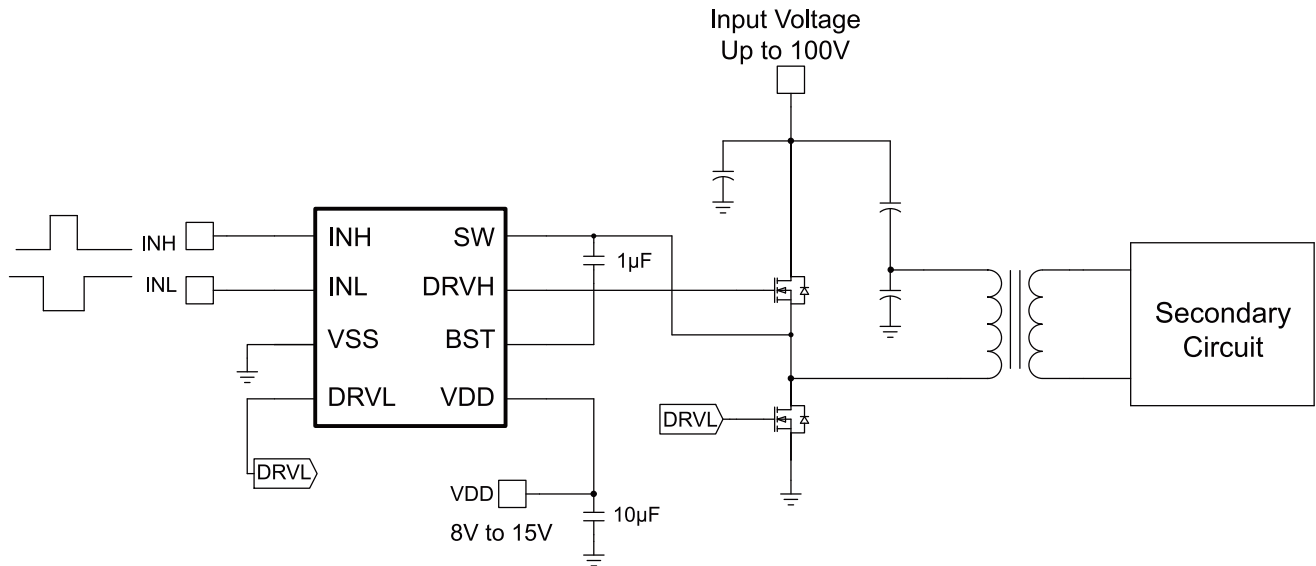 Input Voltage
Up to 100V
INH
INL
INH
INL
VSS
DRVL
SW
DRVH
BST
VDD
1µF
DRVL
DRVL
VDD
8V to 15V
10µF
Secondary
Circuit